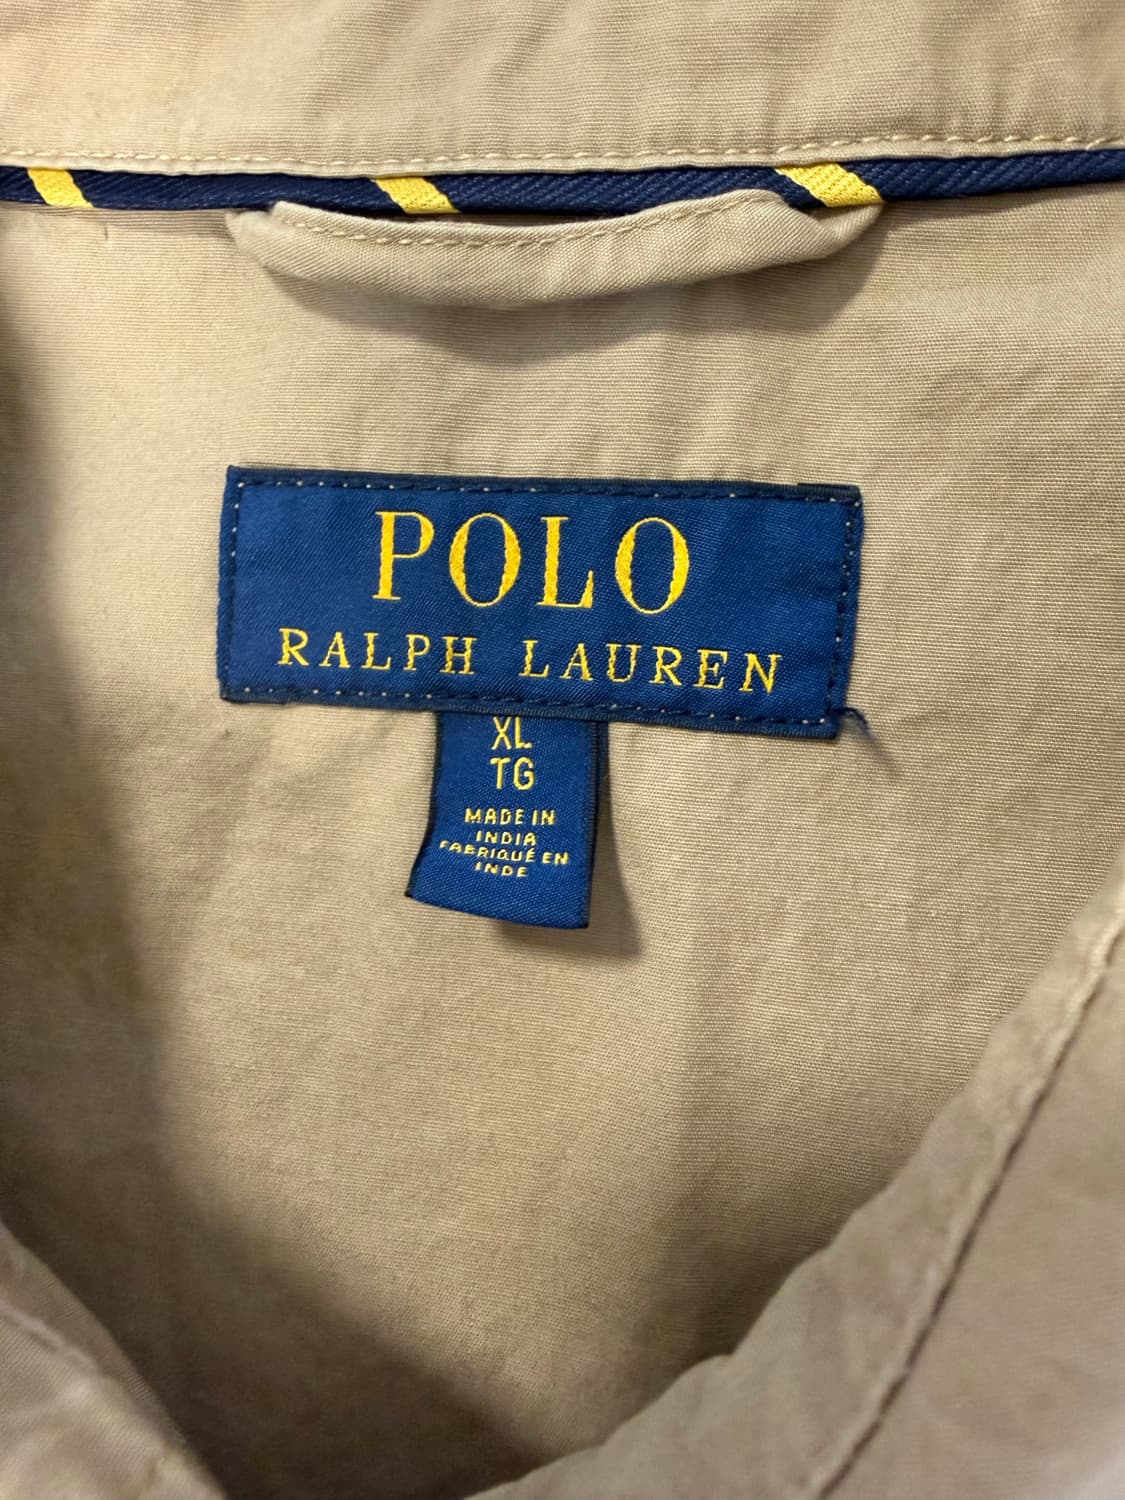 POLO
RALPH LAUREN
XL
TG
MADE IN
INDIA
FABRIQUÉ EN
INDE